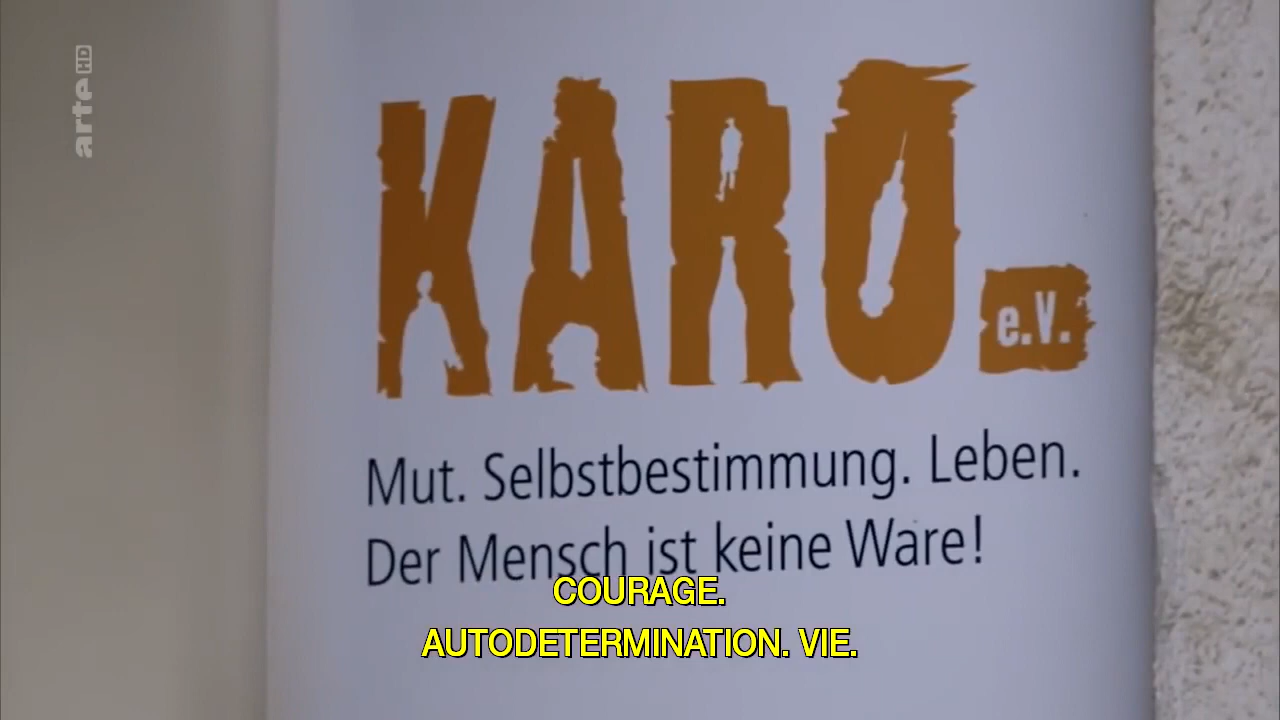 arte HD
KARO e.V.
Mut. Selbstbestimmung. Leben.
Der Mensch ist keine Ware!
COURAGE.
AUTODETERMINATION. VIE.